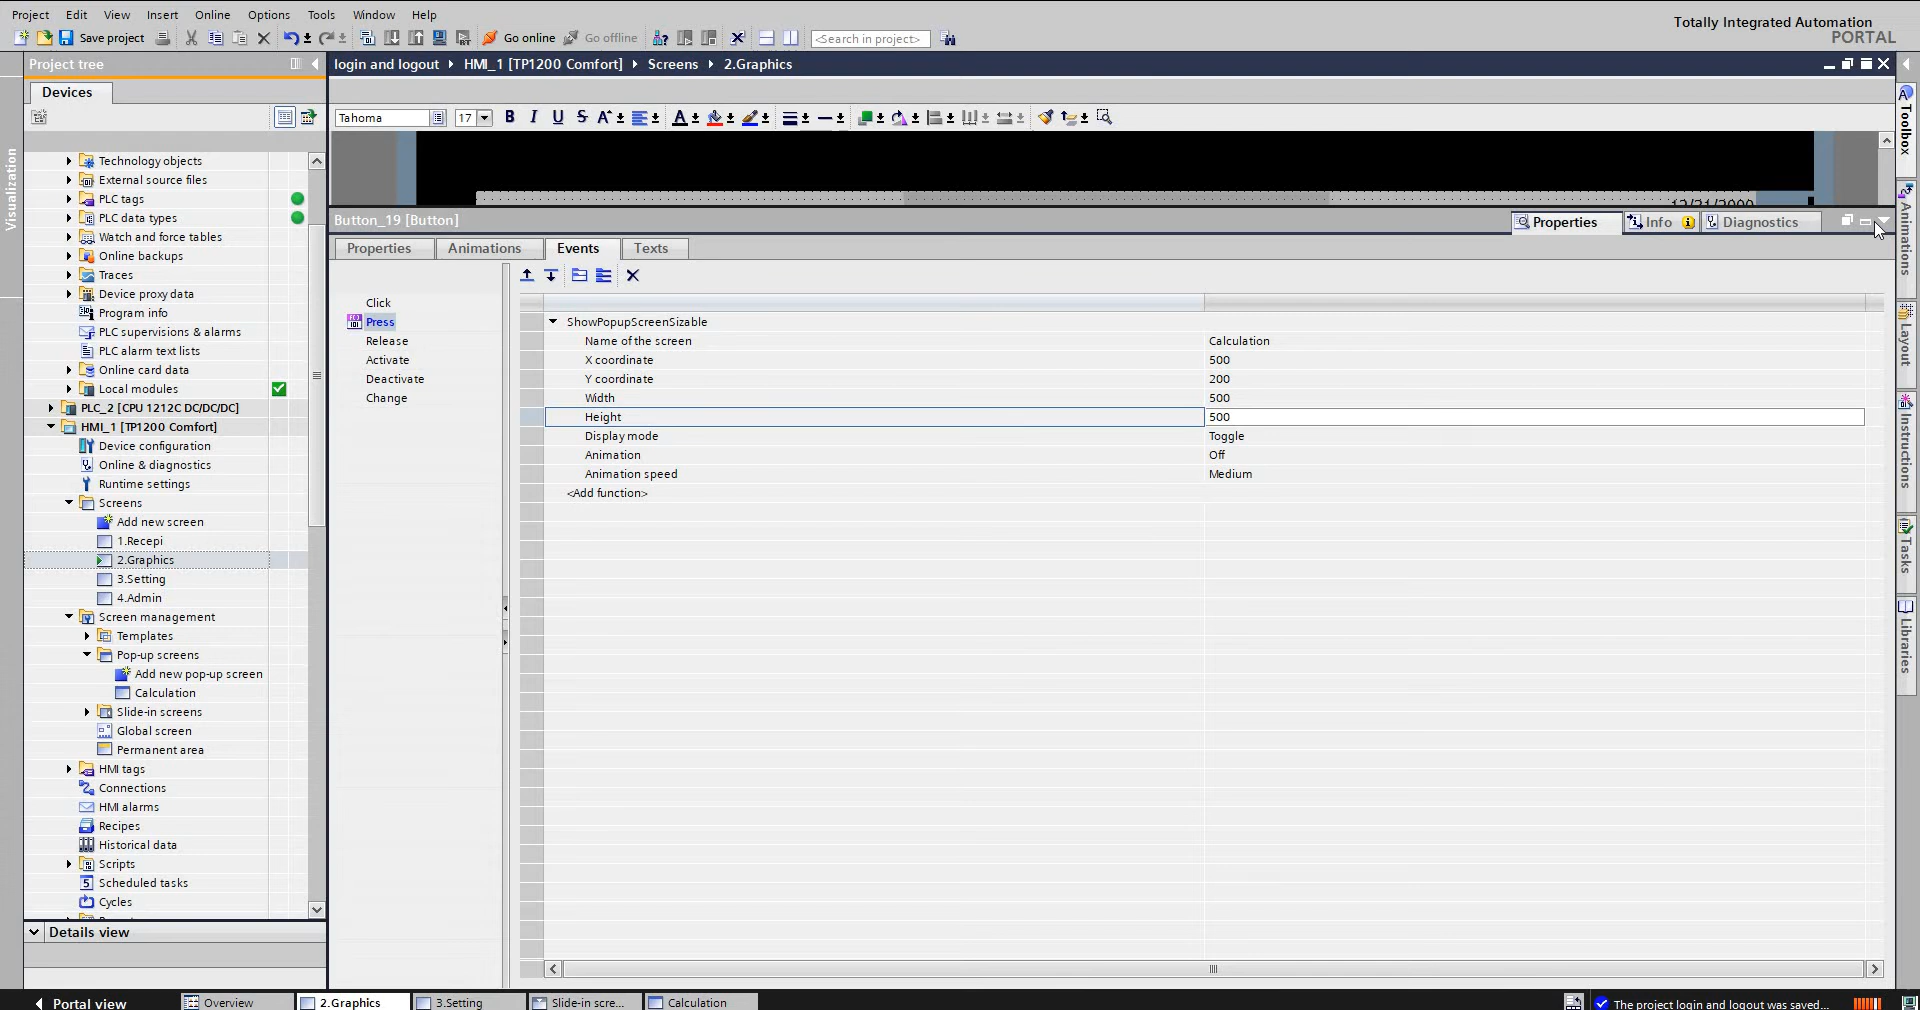 Project Edit View Insert Online Options Tools Window Help
Totally Integrated Automation
PORTAL
Save project
Go online
Go offline
<Search in project>
Project tree
login and logout HMI_1 [TP1200 Comfort] Screens 2.Graphics
Devices
Tahoma 17 B I U S A A
Visualization
Technology objects
External source files
PLC tags
PLC data types
Watch and force tables
Online backups
Traces
Device proxy data
Program info
PLC supervisions & alarms
PLC alarm text lists
Online card data
Local modules
PLC_2 [CPU 1212C DC/DC/DC]
HMI_1 [TP1200 Comfort]
Device configuration
Online & diagnostics
Runtime settings
Screens
Add new screen
1.Recepi
2.Graphics
3.Setting
4.Admin
Screen management
Templates
Pop-up screens
Add new pop-up screen
Calculation
Slide-in screens
Global screen
Permanent area
HMI tags
Connections
HMI alarms
Recipes
Historical data
Scripts
Scheduled tasks
Cycles
Details view
12/31/2000
Button_19 [Button]
Properties Info Diagnostics
Properties Animations Events Texts
Click
Press
Release
Activate
Deactivate
Change
ShowPopupScreenSizable
Name of the screen Calculation
X coordinate 500
Y coordinate 200
Width 500
Height 500
Display mode Toggle
Animation Off
Animation speed Medium
<Add function>
Toolbox
Animations
Layout
Instructions
Tasks
Libraries
Portal view
Overview
2.Graphics
3.Setting
Slide-in scre...
Calculation
The project login and logout was saved...